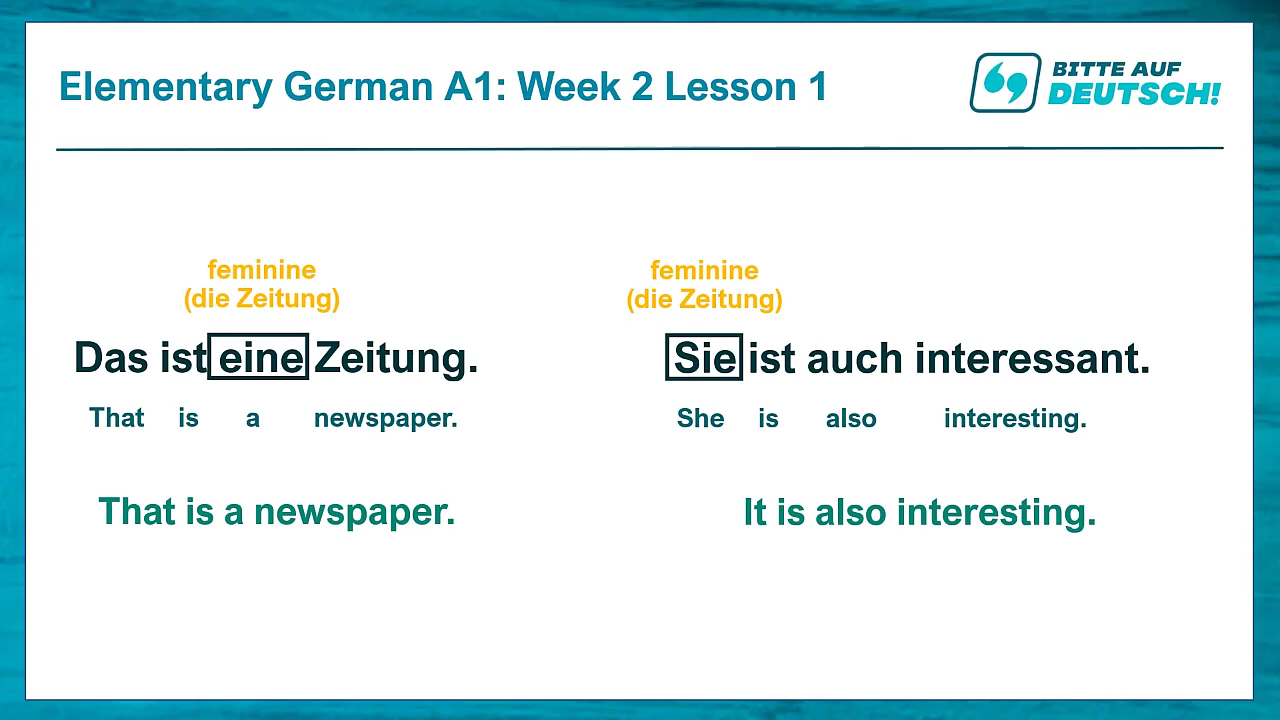 Elementary German A1: Week 2 Lesson 1
BITTE AUF
DEUTSCH!
feminine
(die Zeitung)
Das ist eine Zeitung.
That is a newspaper.
That is a newspaper.
feminine
(die Zeitung)
Sie ist auch interessant.
She is also interesting.
It is also interesting.